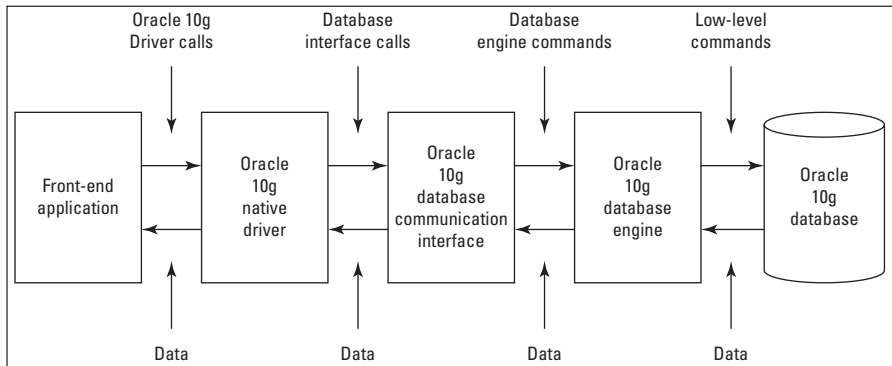 Oracle 10g
Driver calls
Database
interface calls
Database
engine commands
Low-level
commands
Front-end
application
Oracle
10g
native
driver
Oracle
10g
database
communication
interface
Oracle
10g
database
engine
Oracle
10g
database
Data
Data
Data
Data